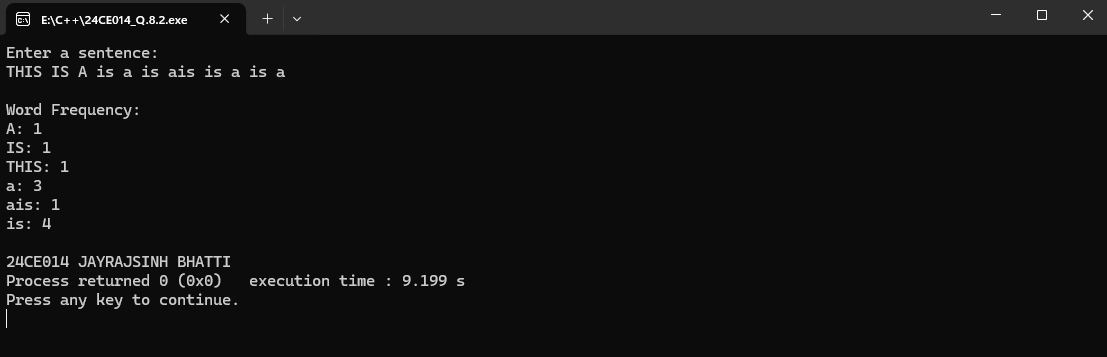 E:\C++\24CE014_Q.8.2.exe
Enter a sentence:
THIS IS A is a is ais is a is a
Word Frequency:
A: 1
IS: 1
THIS: 1
a: 3
ais: 1
is: 4
24CE014 JAYRAJSINH BHATTI
Process returned 0 (0x0)   execution time : 9.199 s
Press any key to continue.